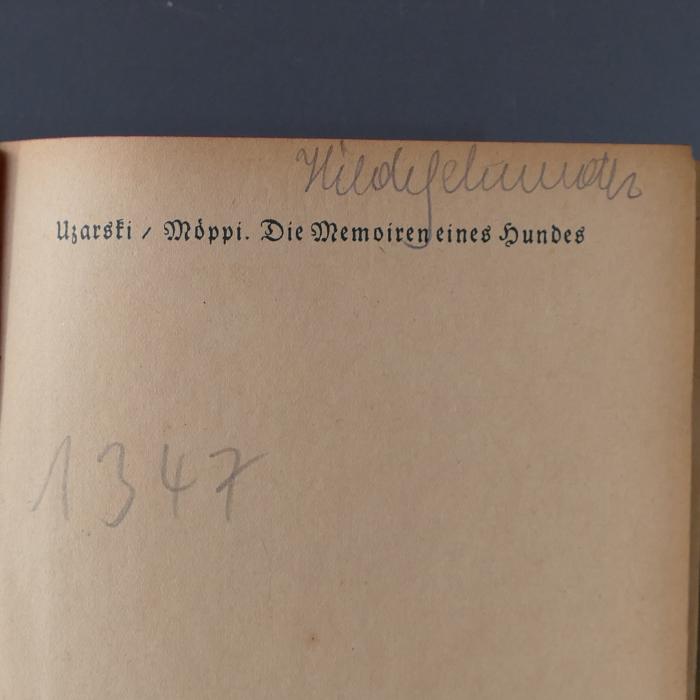 Uzarski / Möppi. Die Memoiren eines Hundes
1347